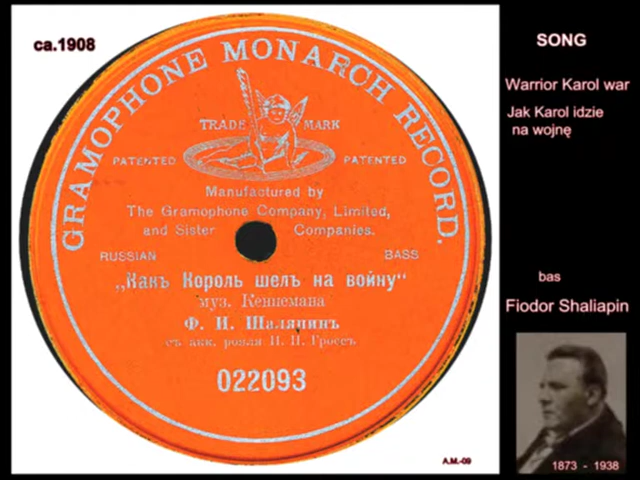 ca.1908
GRAMOPHONE MONARCH RECORD.
TRADE MARK
PATENTED PATENTED
Manufactured by
The Gramophone Company, Limited,
and Sister Companies.
RUSSIAN BASS
„Какъ Король шелъ на войну“
муз. Кеннемана
Ф. И. Шаляпинъ
съ акк. рояля П. П. Гроссъ
022093
A.M.-09
SONG
Warrior Karol war
Jak Karol idzie
na wojnę
bas
Fiodor Shaliapin
1873 - 1938